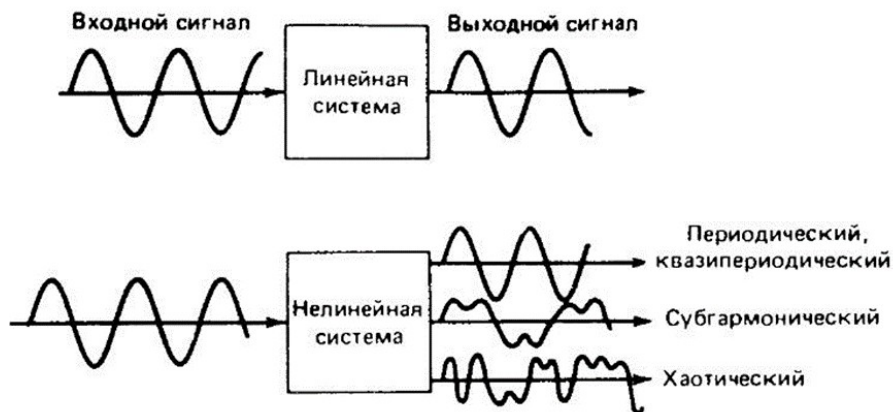 Входной сигнал
Линейная
система
Выходной сигнал
Нелинейная
система
Периодический,
квазипериодический
Субгармонический
Хаотический